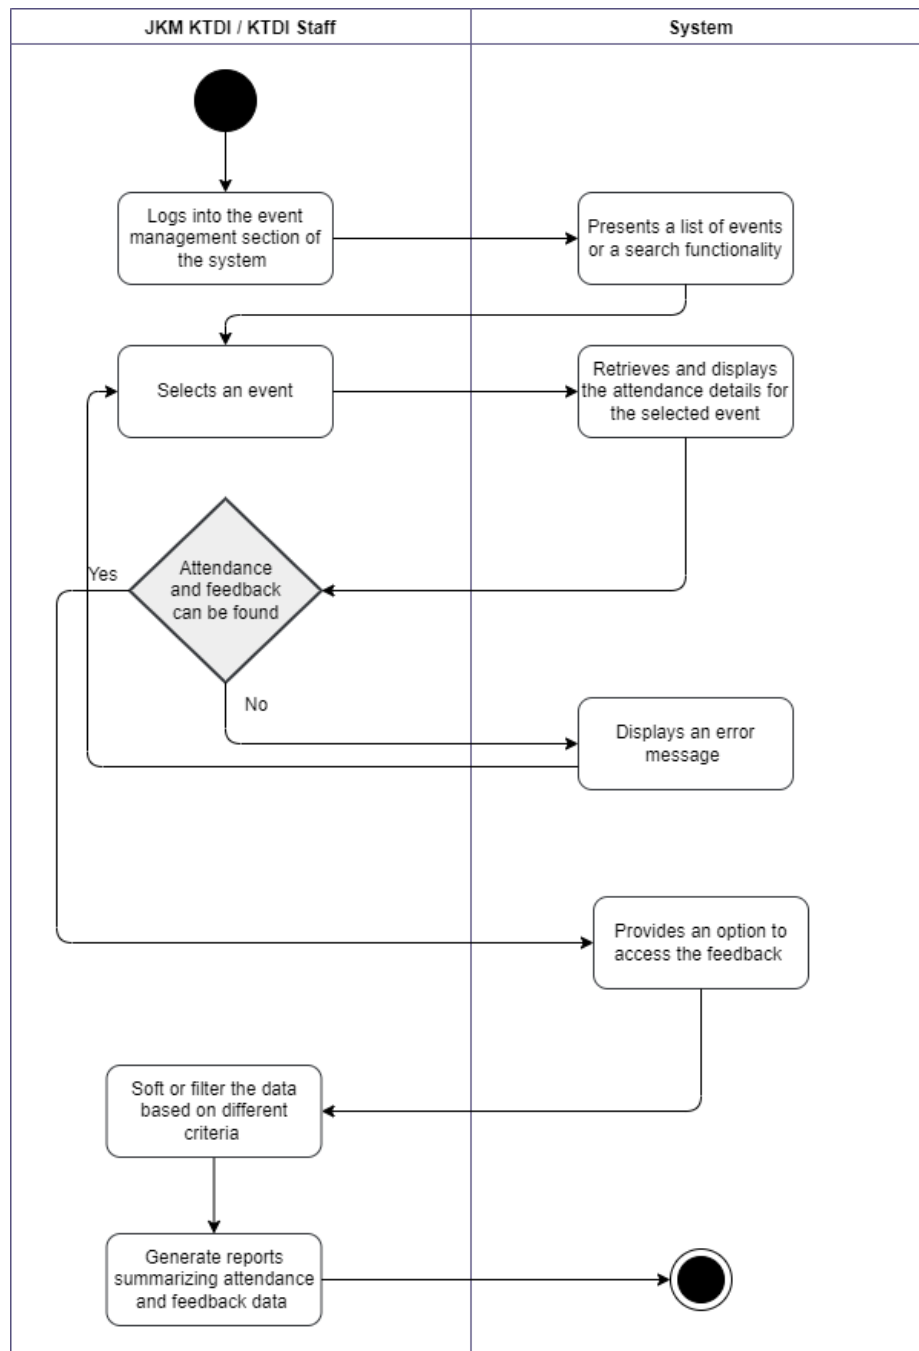 JKM KTDI / KTDI Staff
System
Logs into the event
management section of
the system
Presents a list of events
or a search functionality
Selects an event
Retrieves and displays
the attendance details for
the selected event
Attendance
and feedback
can be found
Yes
No
Displays an error
message
Provides an option to
access the feedback
Soft or filter the data
based on different
criteria
Generate reports
summarizing attendance
and feedback data